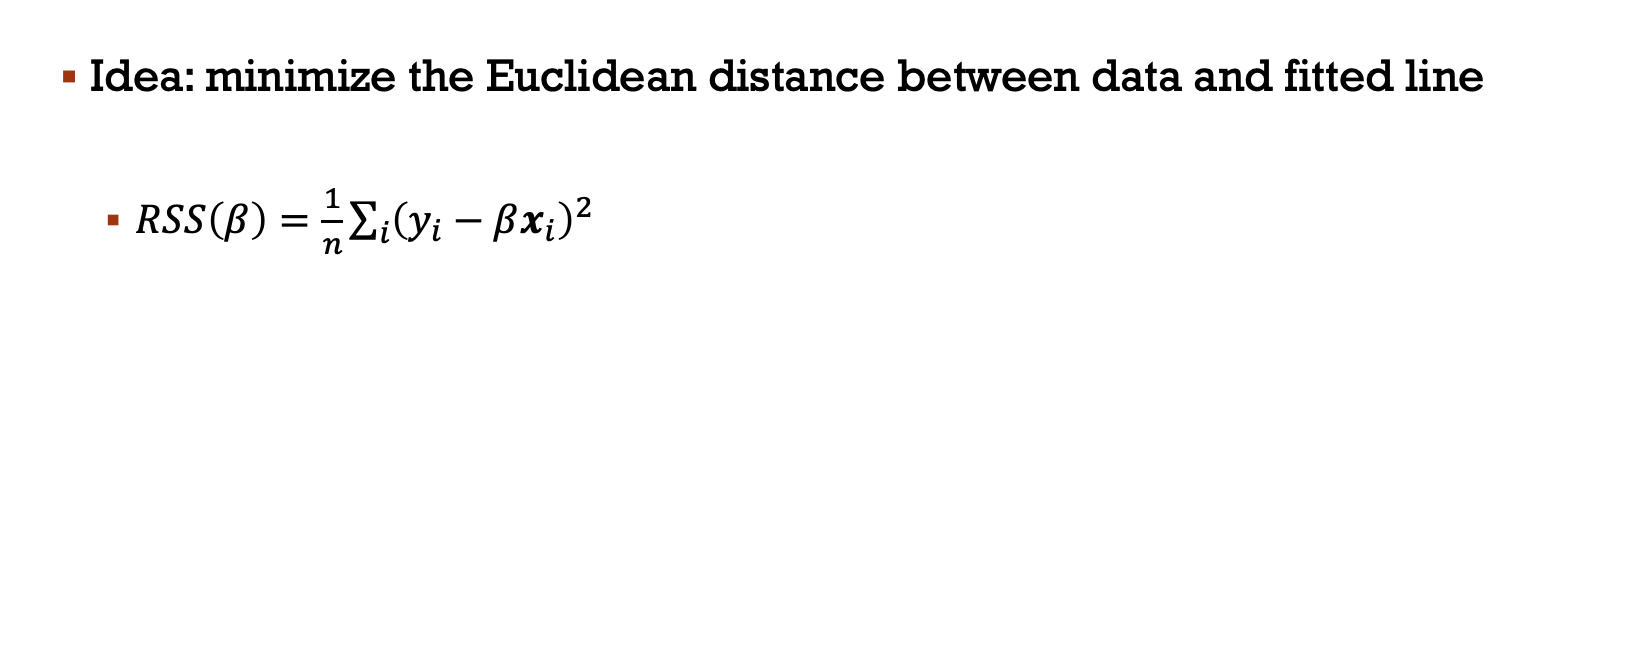 ▪ Idea: minimize the Euclidean distance between data and fitted line
▪ RSS(β) = 1/n ∑ᵢ(yᵢ − βxᵢ)²